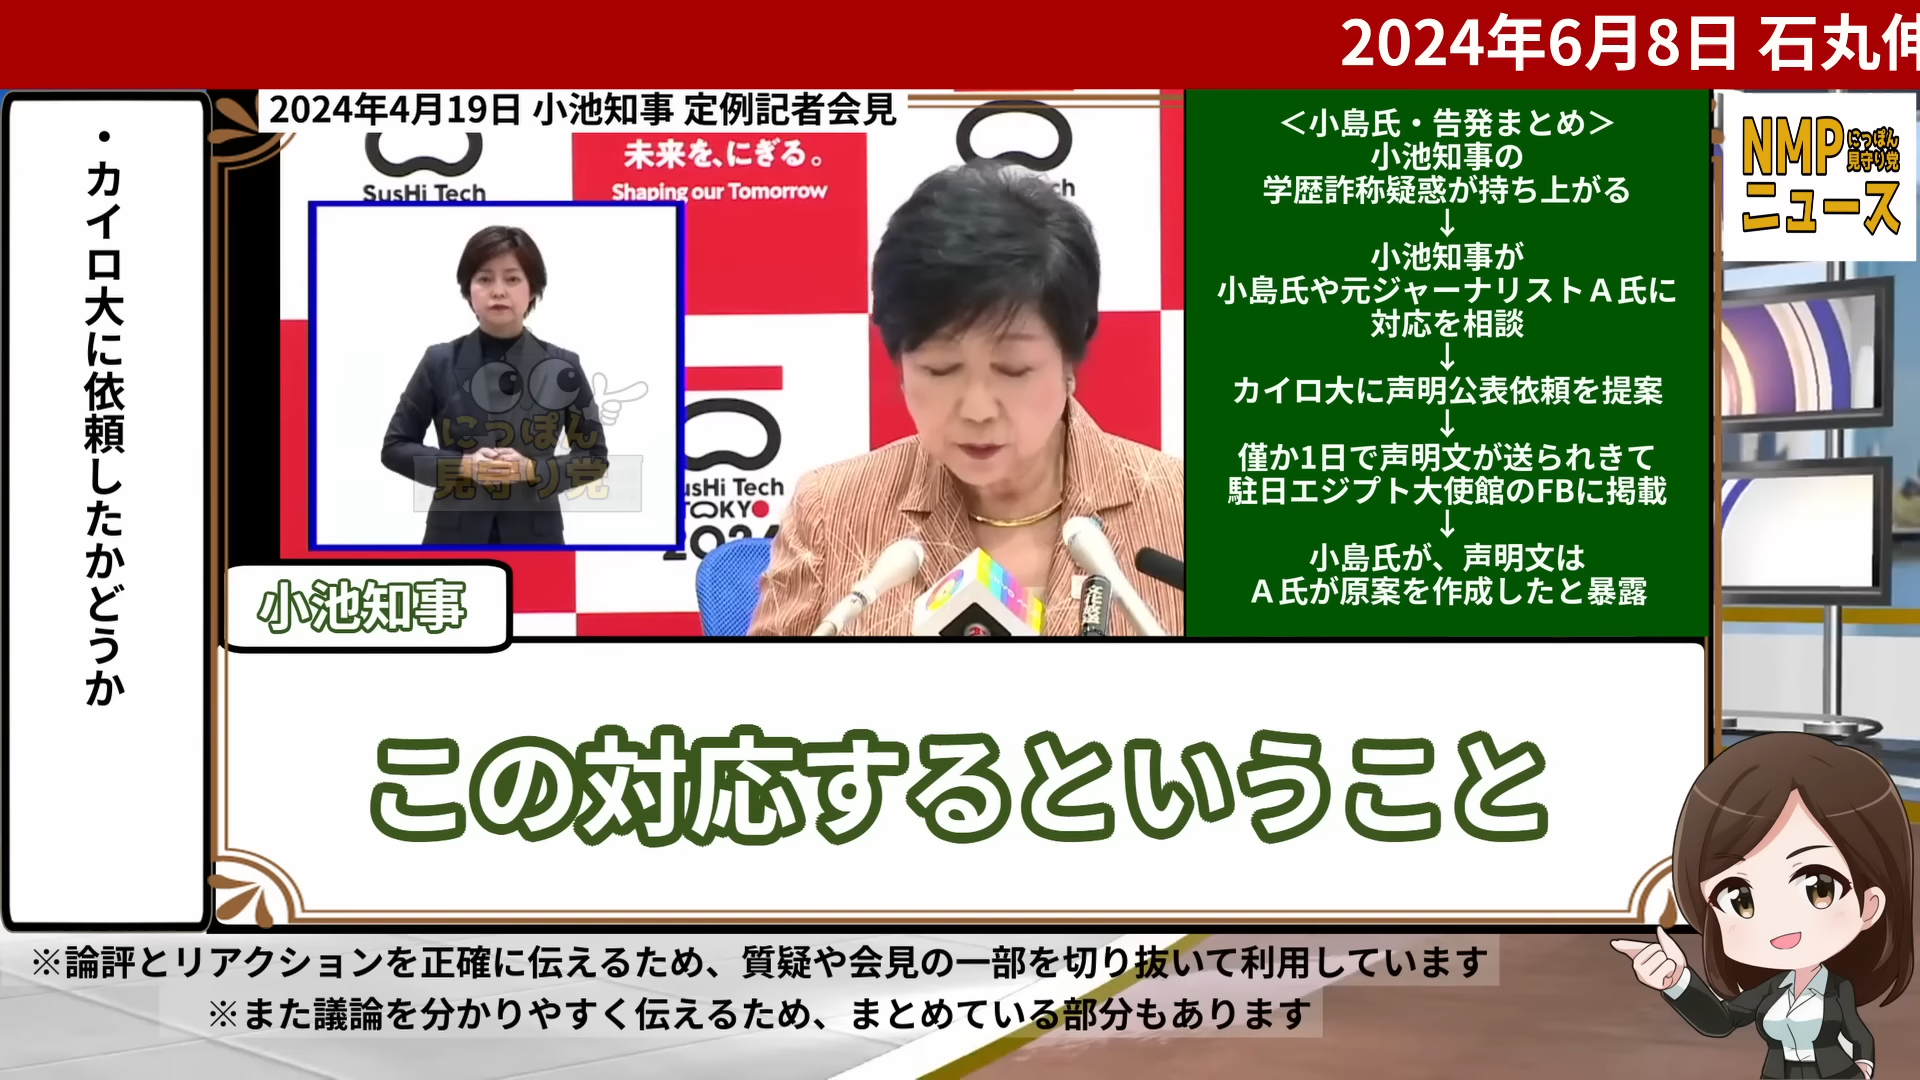 2024年6月8日 石丸伸
・カイロ大に依頼したかどうか
2024年4月19日 小池知事 定例記者会見
SusHi Tech
未来を、にぎる。
Shaping our Tomorrow
ch
にっぽん
見守り党
usHi Tech
TOKYO
2024
小池知事
＜小島氏・告発まとめ＞
小池知事の
学歴詐称疑惑が持ち上がる
↓
小池知事が
小島氏や元ジャーナリストＡ氏に
対応を相談
↓
カイロ大に声明公表依頼を提案
↓
僅か1日で声明文が送られきて
駐日エジプト大使館のFBに掲載
↓
小島氏が、声明文は
Ａ氏が原案を作成したと暴露
NMP
にっぽん
見守り党
ニュース
文化放送
この対応するということ
※論評とリアクションを正確に伝えるため、質疑や会見の一部を切り抜いて利用しています
※また議論を分かりやすく伝えるため、まとめている部分もあります